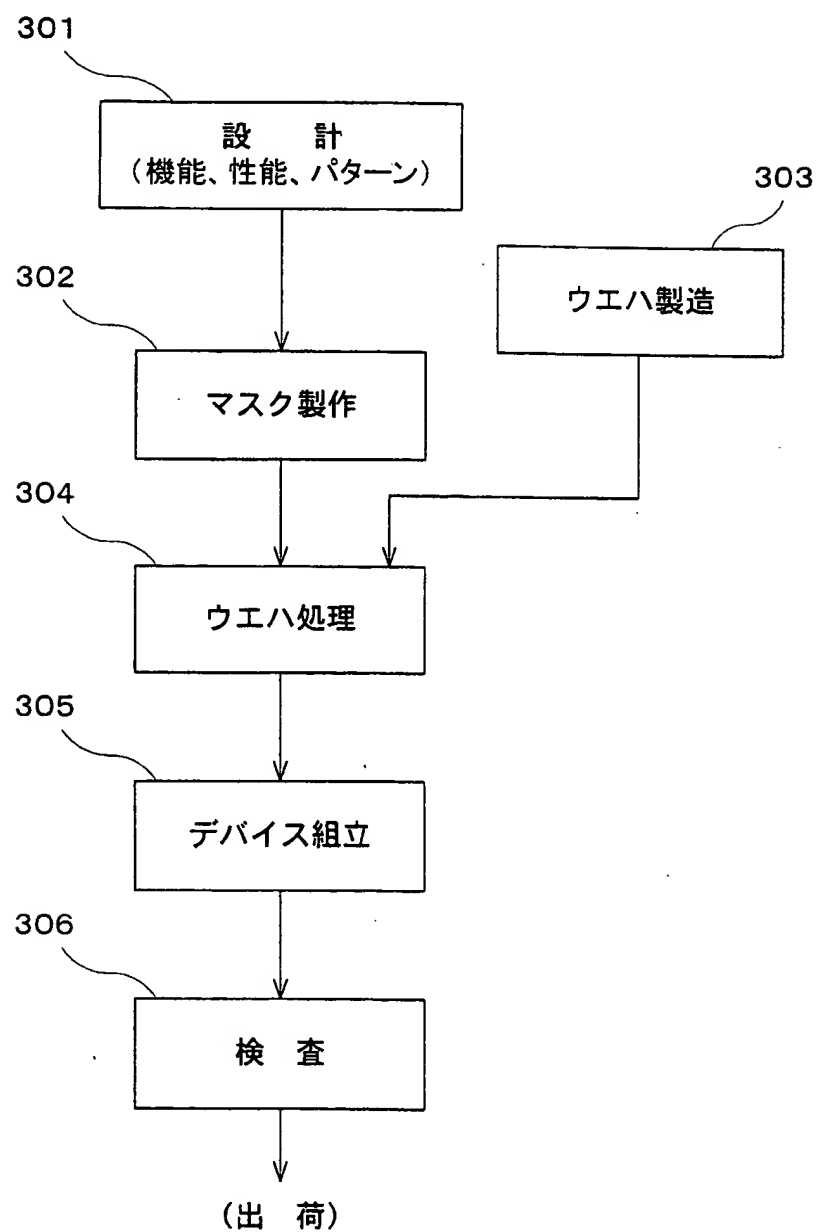 301
設　計
（機能、性能、パターン）
303
ウエハ製造
302
マスク製作
304
ウエハ処理
305
デバイス組立
306
検　査
（出　荷）